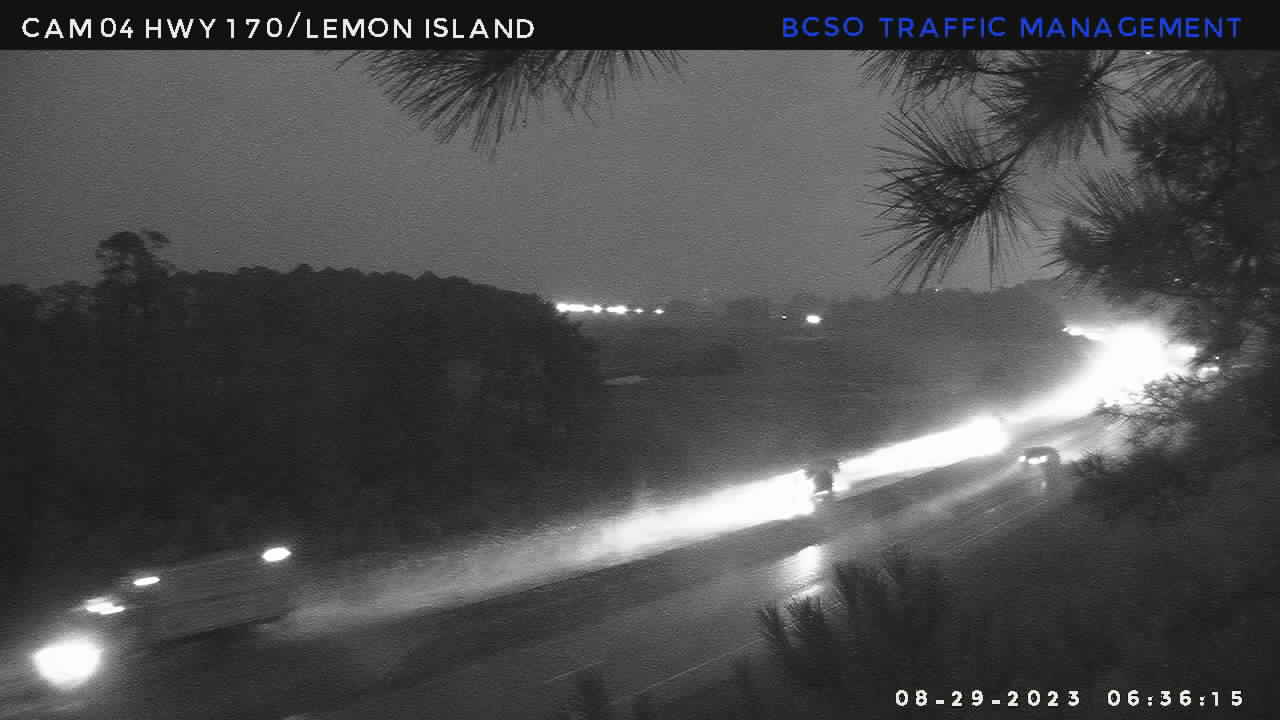 CAM04 HWY170/LEMON ISLAND
BCSO TRAFFIC MANAGEMENT
08-29-2023 06:36:15